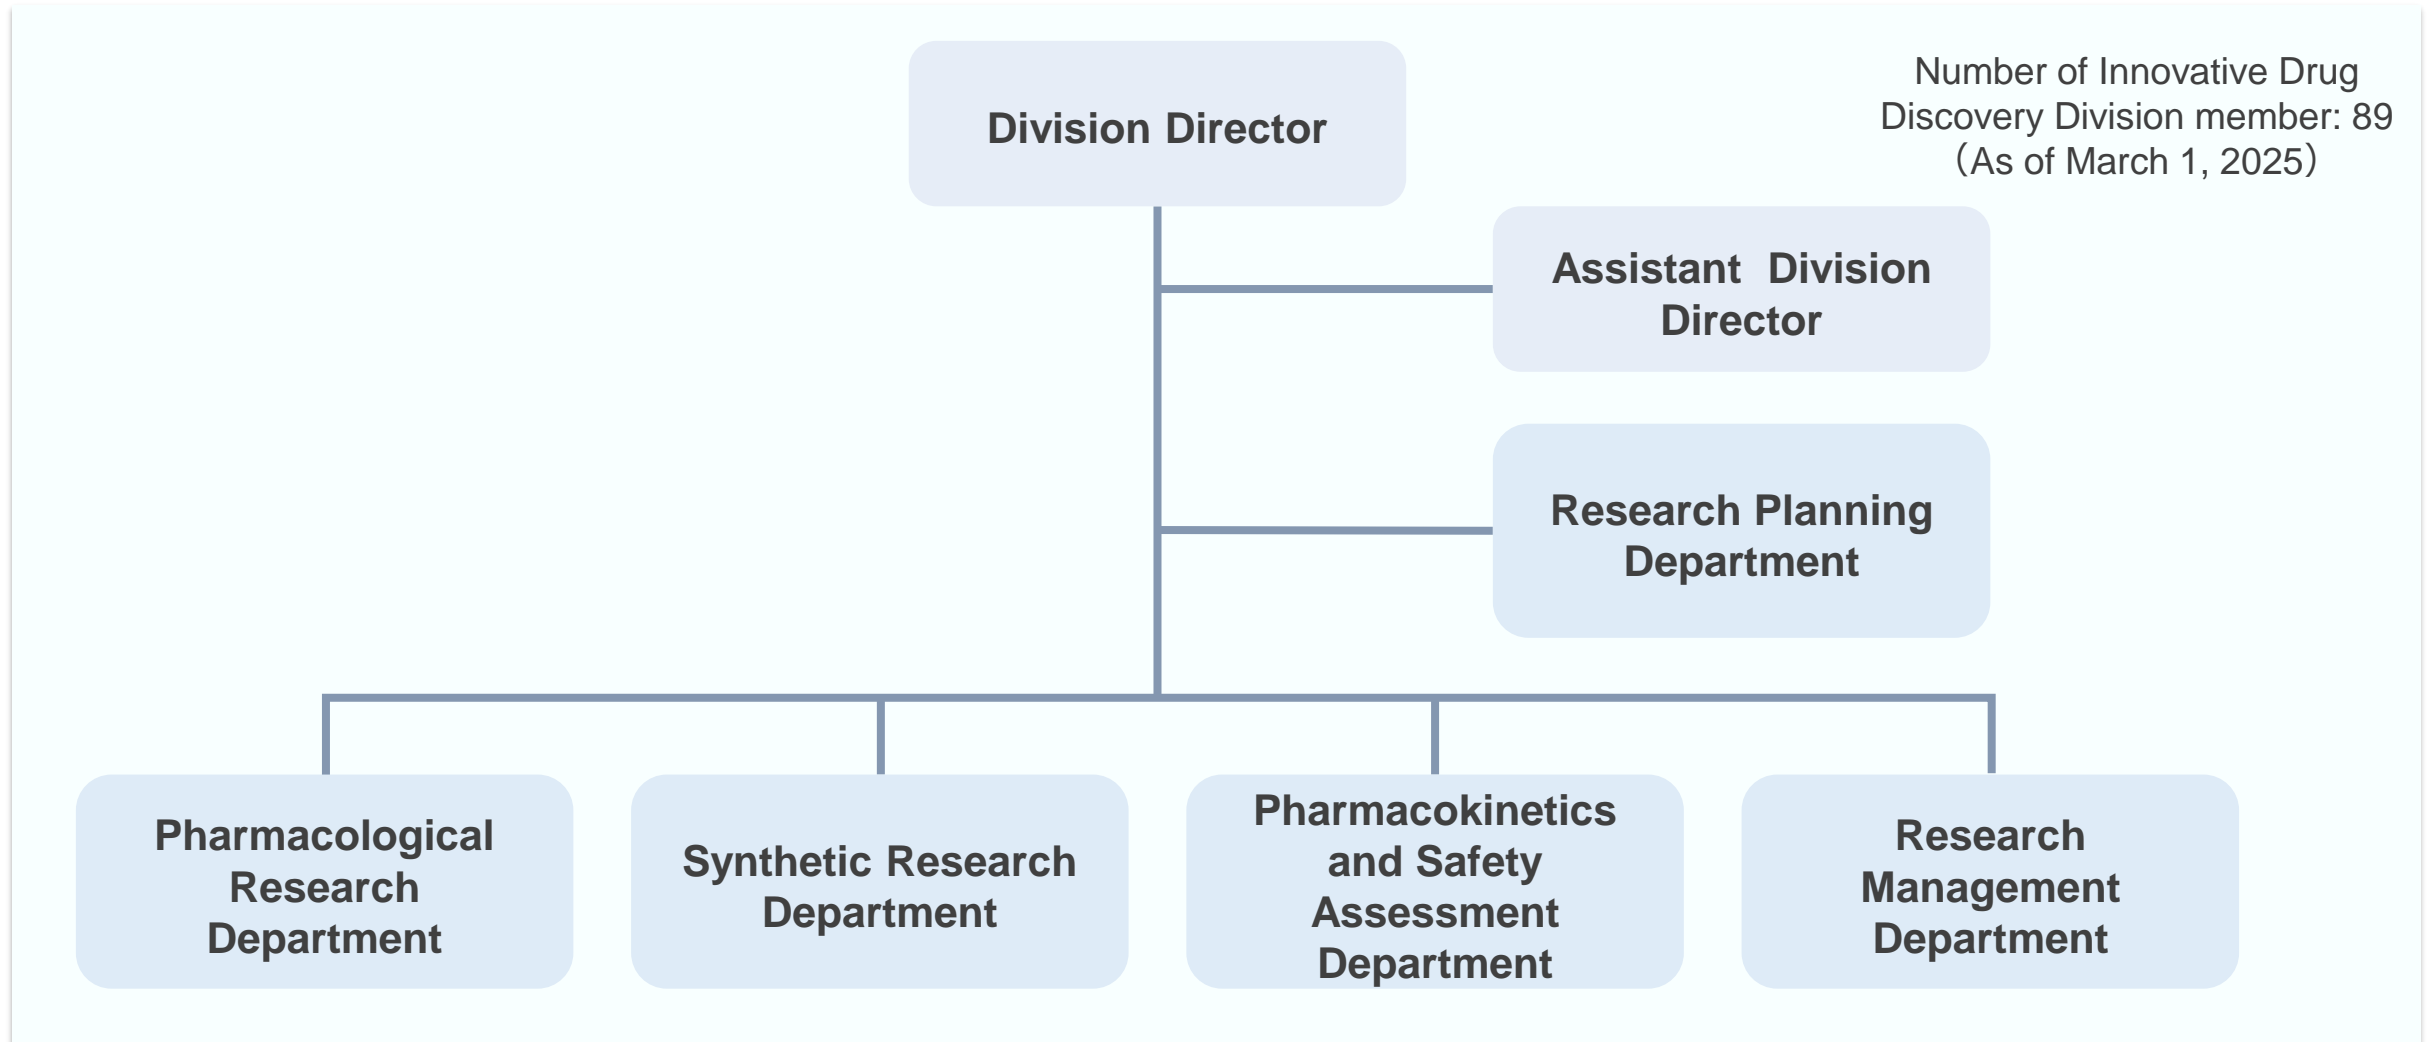 Division Director
Number of Innovative Drug
Discovery Division member: 89
（As of March 1, 2025）
Assistant  Division
Director
Research Planning
Department
Pharmacological
Research
Department
Synthetic Research
Department
Pharmacokinetics
and Safety
Assessment
Department
Research
Management
Department